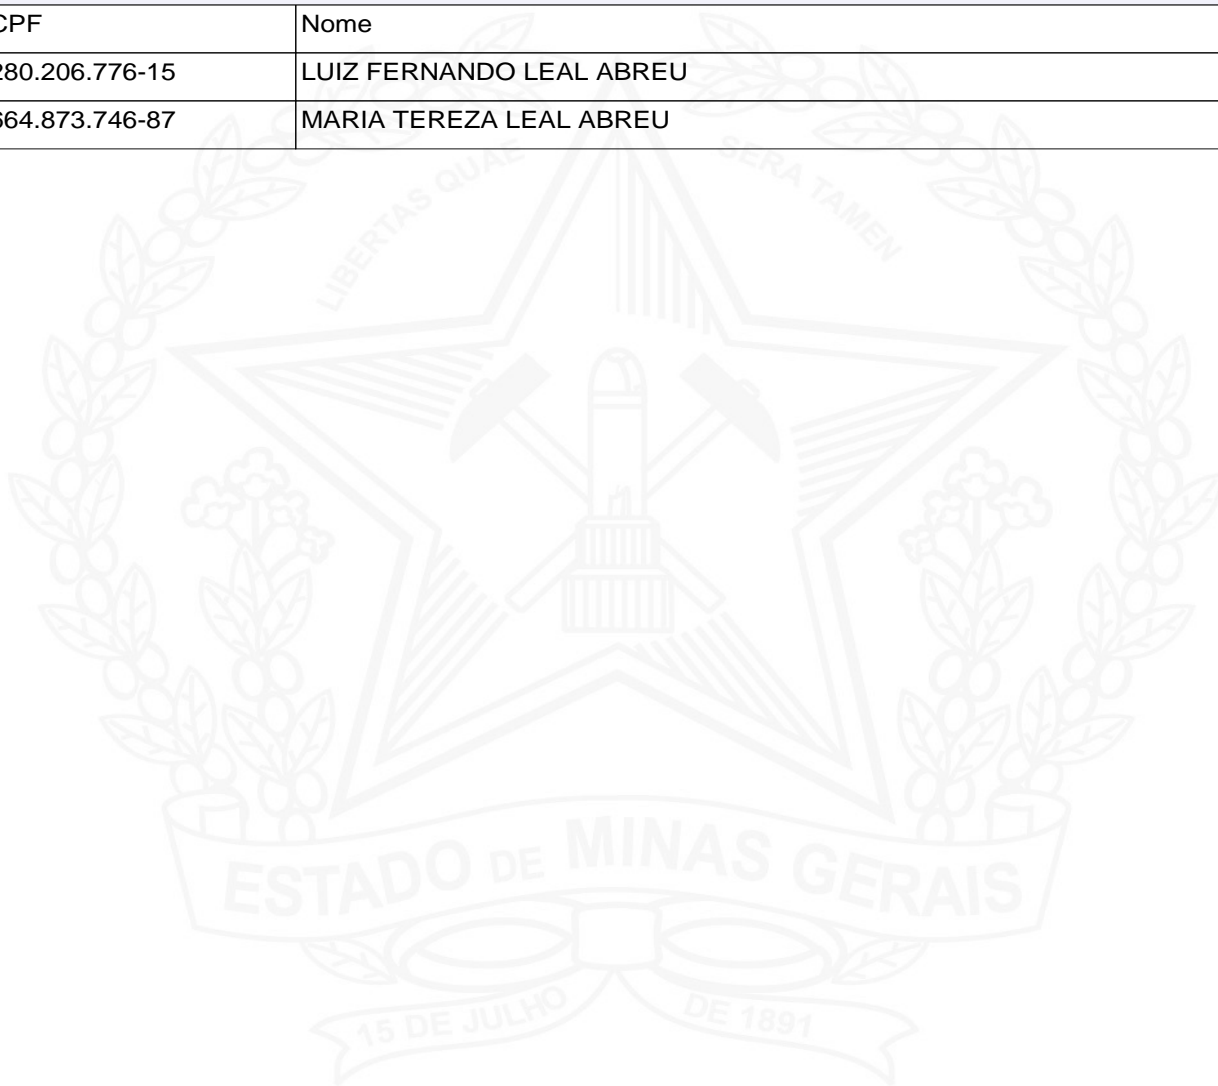 CPF Nome
280.206.776-15 LUIZ FERNANDO LEAL ABREU
664.873.746-87 MARIA TEREZA LEAL ABREU
LIBERTAS QUAE SERA TAMEN
ESTADO DE MINAS GERAIS
15 DE JULHO DE 1891